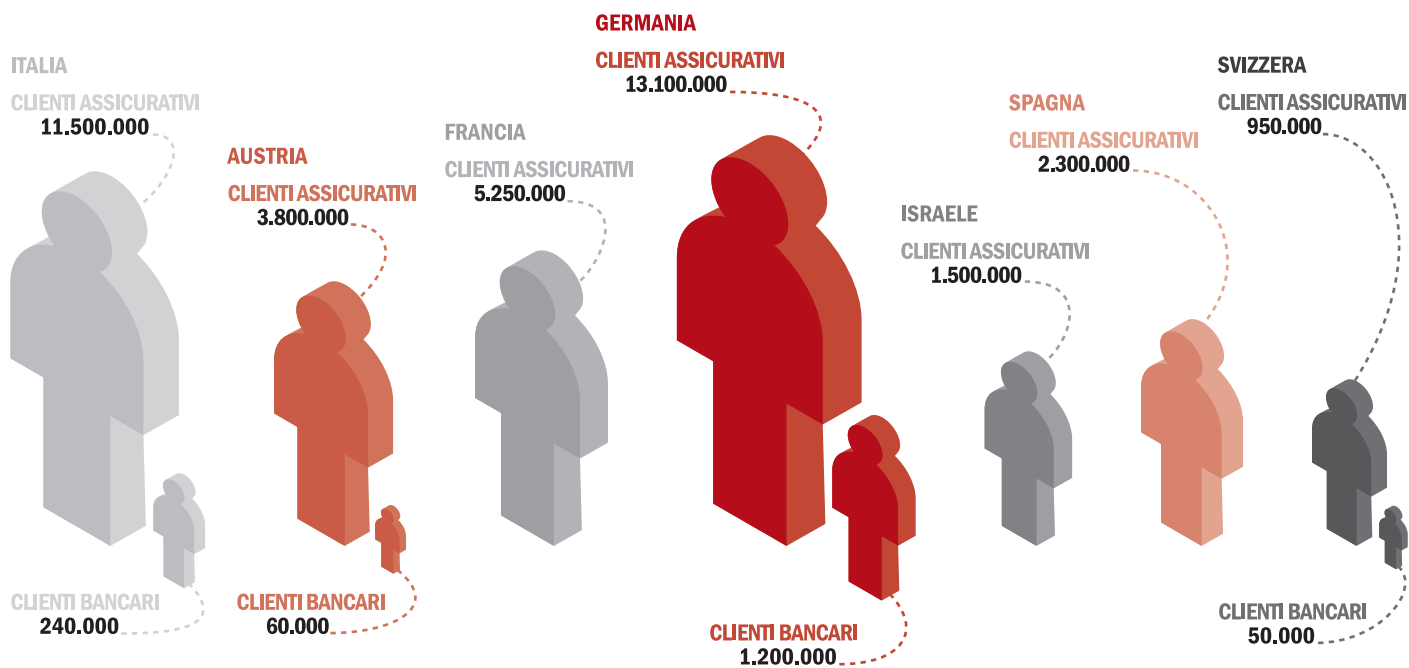 ITALIA
CLIENTI ASSICURATIVI
11.500.000
CLIENTI BANCARI
240.000
AUSTRIA
CLIENTI ASSICURATIVI
3.800.000
CLIENTI BANCARI
60.000
FRANCIA
CLIENTI ASSICURATIVI
5.250.000
GERMANIA
CLIENTI ASSICURATIVI
13.100.000
CLIENTI BANCARI
1.200.000
ISRAELE
CLIENTI ASSICURATIVI
1.500.000
SPAGNA
CLIENTI ASSICURATIVI
2.300.000
SVIZZERA
CLIENTI ASSICURATIVI
950.000
CLIENTI BANCARI
50.000